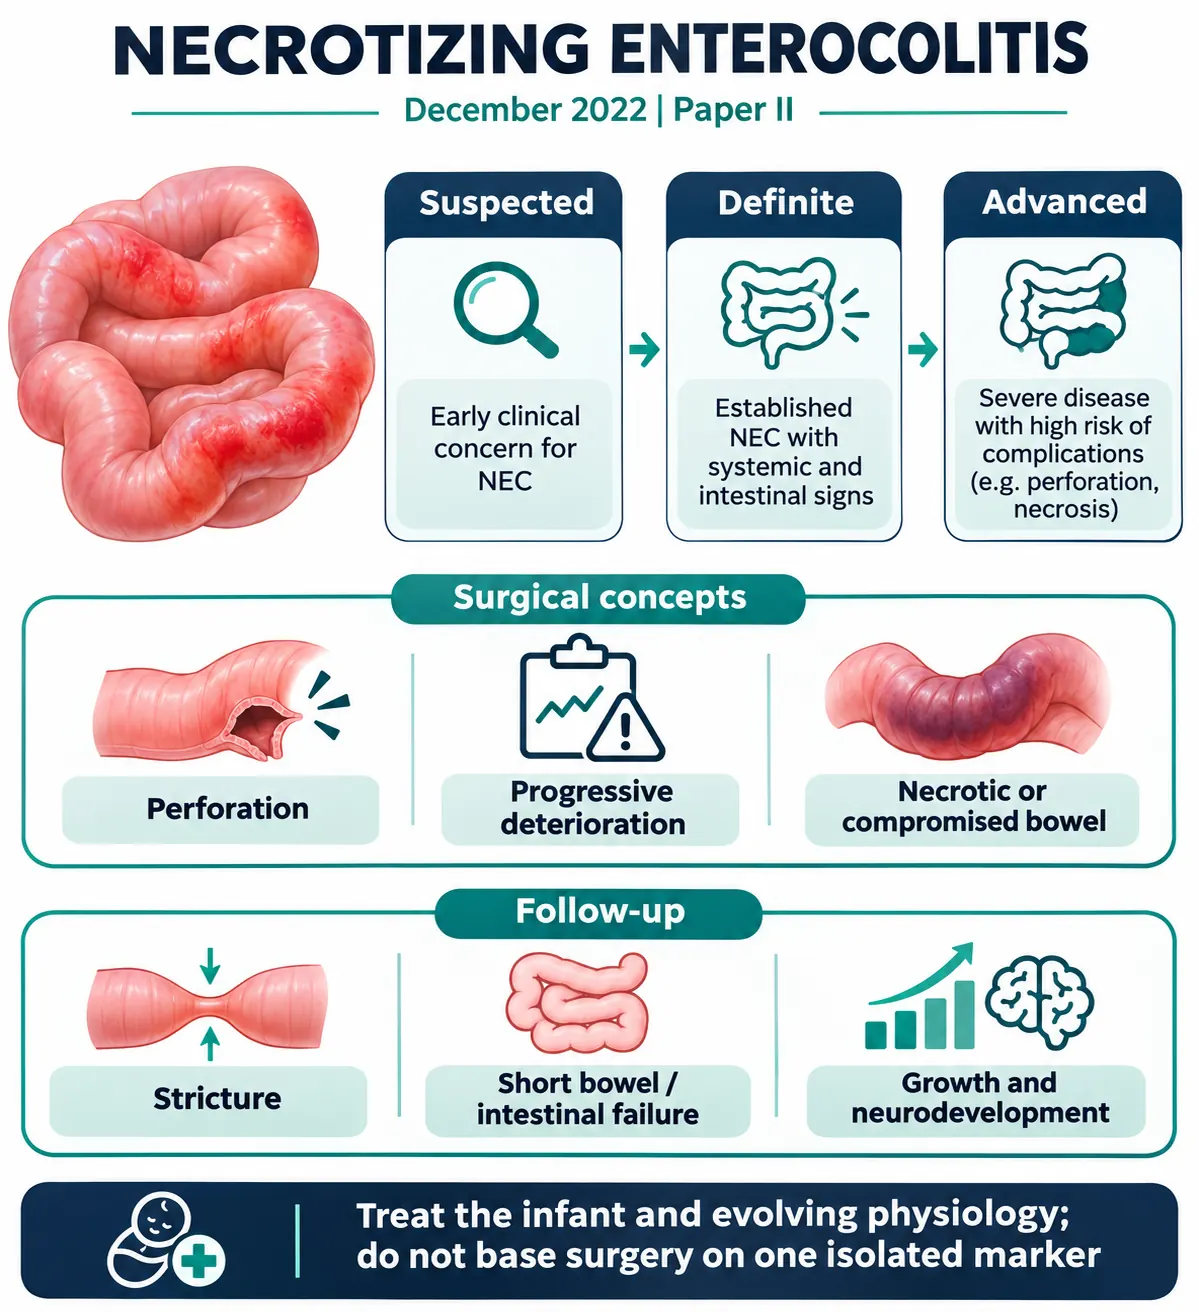 NECROTIZING ENTEROCOLITIS
December 2022 | Paper II
Suspected
Early clinical
concern for
NEC
Definite
Established
NEC with
systemic and
intestinal signs
Advanced
Severe disease
with high risk of
complications
(e.g. perforation,
necrosis)
Surgical concepts
Perforation
Progressive
deterioration
Necrotic or
compromised bowel
Follow-up
Stricture
Short bowel /
intestinal failure
Growth and
neurodevelopment
Treat the infant and evolving physiology;
do not base surgery on one isolated marker